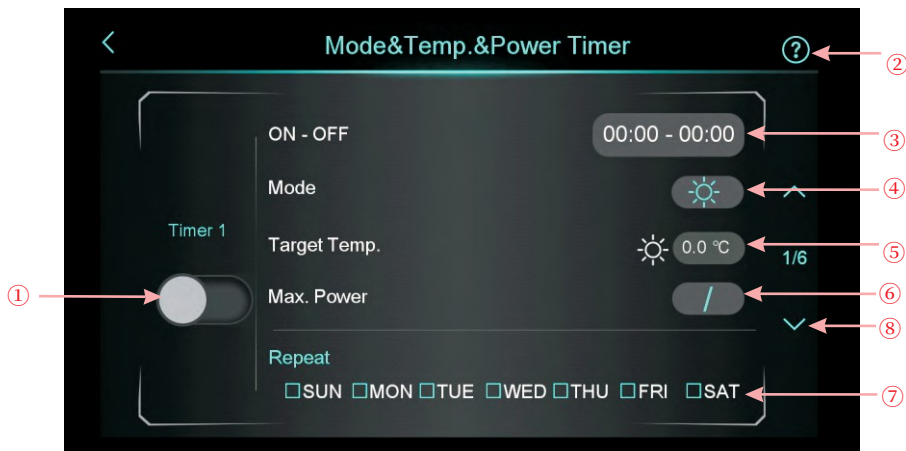 Mode&Temp.&Power Timer
?
②
ON - OFF
00:00 - 00:00
③
Mode
④
Timer 1
Target Temp.
0.0 ℃
⑤
1/6
①
Max. Power
/
⑥
⑧
Repeat
□SUN □MON □TUE □WED □THU □FRI □SAT
⑦